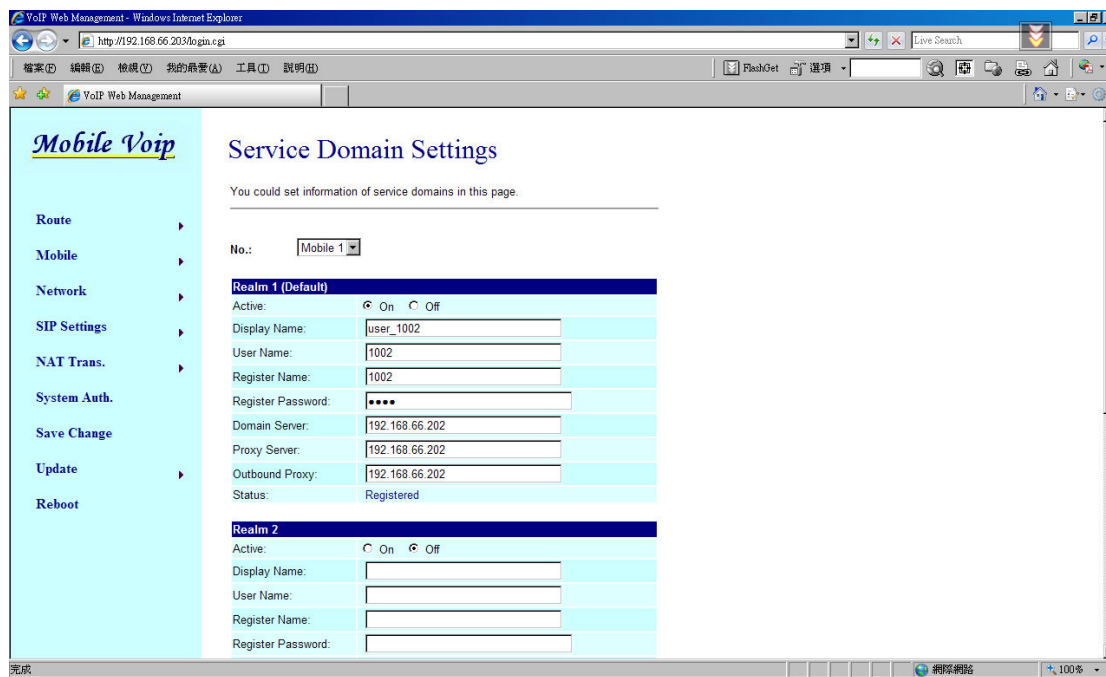 VoIP Web Management - Windows Internet Explorer
http://192.168.66.203/login.cgi
Live Search
檔案(F) 編輯(E) 檢視(V) 我的最愛(A) 工具(T) 說明(H)
FlashGet 選項
VoIP Web Management
Mobile Voip
Route
Mobile
Network
SIP Settings
NAT Trans.
System Auth.
Save Change
Update
Reboot
Service Domain Settings
You could set information of service domains in this page.
No.: Mobile 1
Realm 1 (Default)
Active: On Off
Display Name: user_1002
User Name: 1002
Register Name: 1002
Register Password: ●●●●
Domain Server: 192.168.66.202
Proxy Server: 192.168.66.202
Outbound Proxy: 192.168.66.202
Status: Registered
Realm 2
Active: On Off
Display Name:
User Name:
Register Name:
Register Password:
完成 網際網路 100%